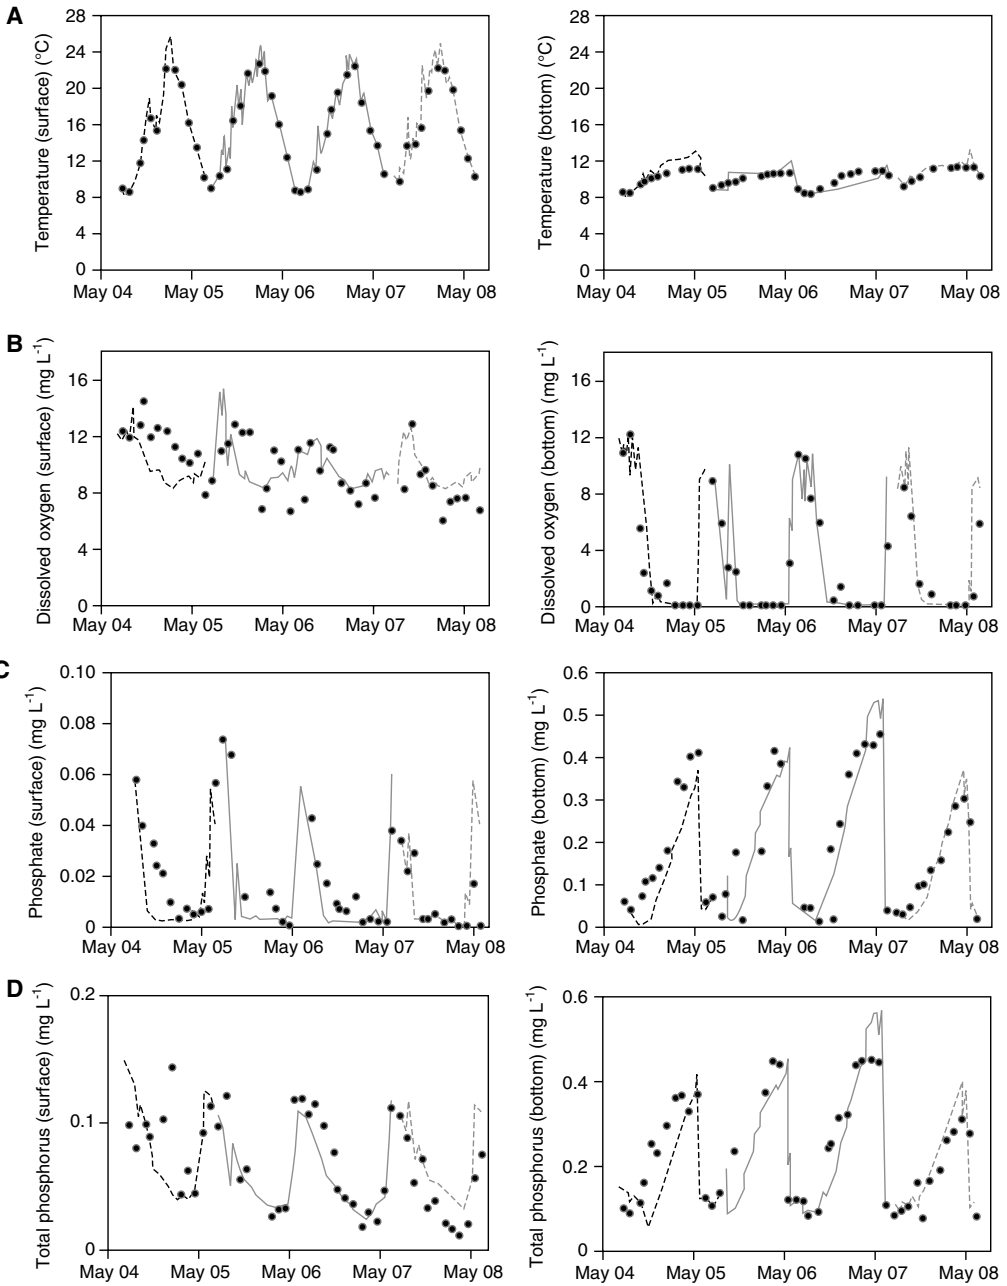 A
Temperature (surface) (°C)
28
24
20
16
12
8
4
0
May 04 May 05 May 06 May 07 May 08
Temperature (bottom) (°C)
28
24
20
16
12
8
4
0
May 04 May 05 May 06 May 07 May 08
B
Dissolved oxygen (surface) (mg L-1)
16
12
8
4
0
May 04 May 05 May 06 May 07 May 08
Dissolved oxygen (bottom) (mg L-1)
16
12
8
4
0
May 04 May 05 May 06 May 07 May 08
C
Phosphate (surface) (mg L-1)
0.10
0.08
0.06
0.04
0.02
0
May 04 May 05 May 06 May 07 May 08
Phosphate (bottom) (mg L-1)
0.6
0.5
0.4
0.3
0.2
0.1
0
May 04 May 05 May 06 May 07 May 08
D
Total phosphorus (surface) (mg L-1)
0.2
0.1
0
May 04 May 05 May 06 May 07 May 08
Total phosphorus (bottom) (mg L-1)
0.6
0.4
0.2
0
May 04 May 05 May 06 May 07 May 08